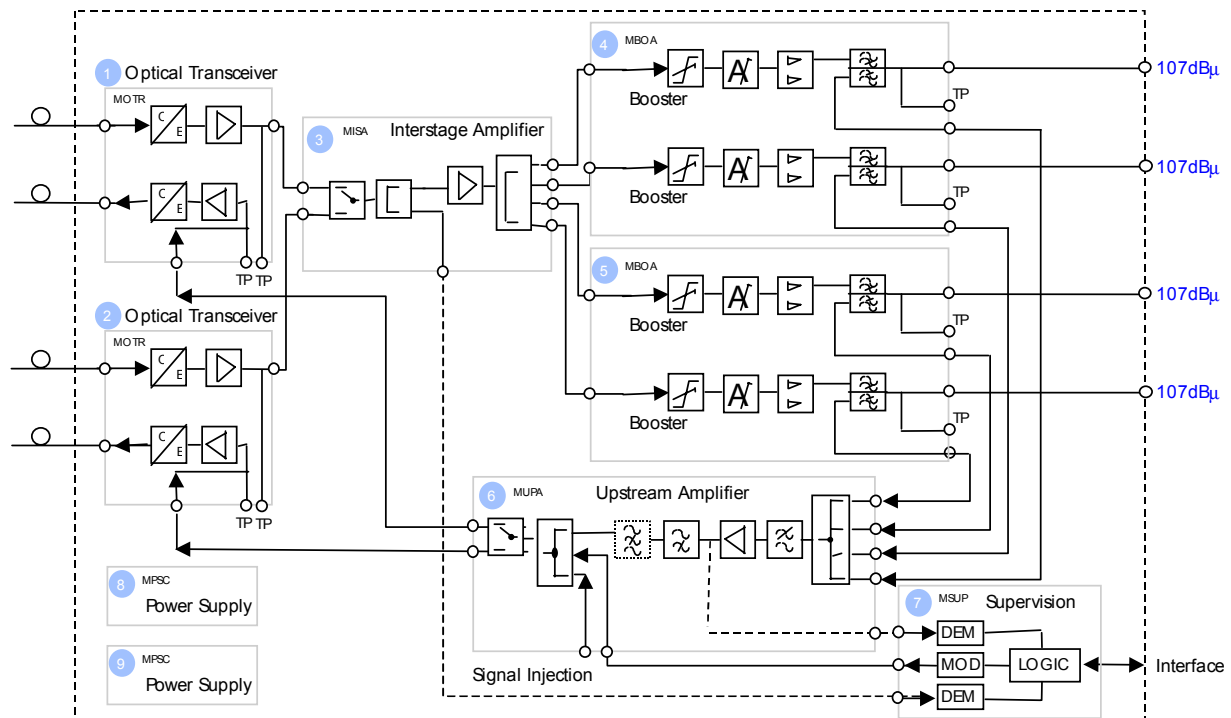 1 Optical Transceiver
MOTR
C
E
C
E
TP TP
2 Optical Transceiver
MOTR
C
E
C
E
TP TP
3 MISA Interstage Amplifier
4 MBOA
Booster
A
TP
107dBμ
Booster
A
TP
107dBμ
5 MBOA
Booster
A
TP
107dBμ
Booster
A
TP
107dBμ
6 MUPA Upstream Amplifier
Signal Injection
7 MSUP Supervision
DEM
MOD LOGIC
DEM
Interface
8 MPSC
Power Supply
9 MPSC
Power Supply